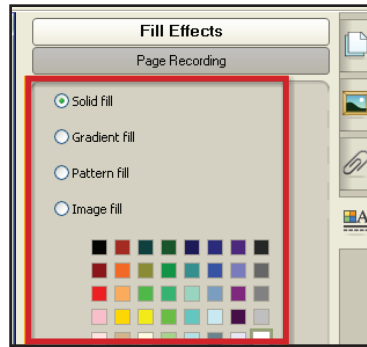 Fill Effects
Page Recording
Solid fill
Gradient fill
Pattern fill
Image fill
A